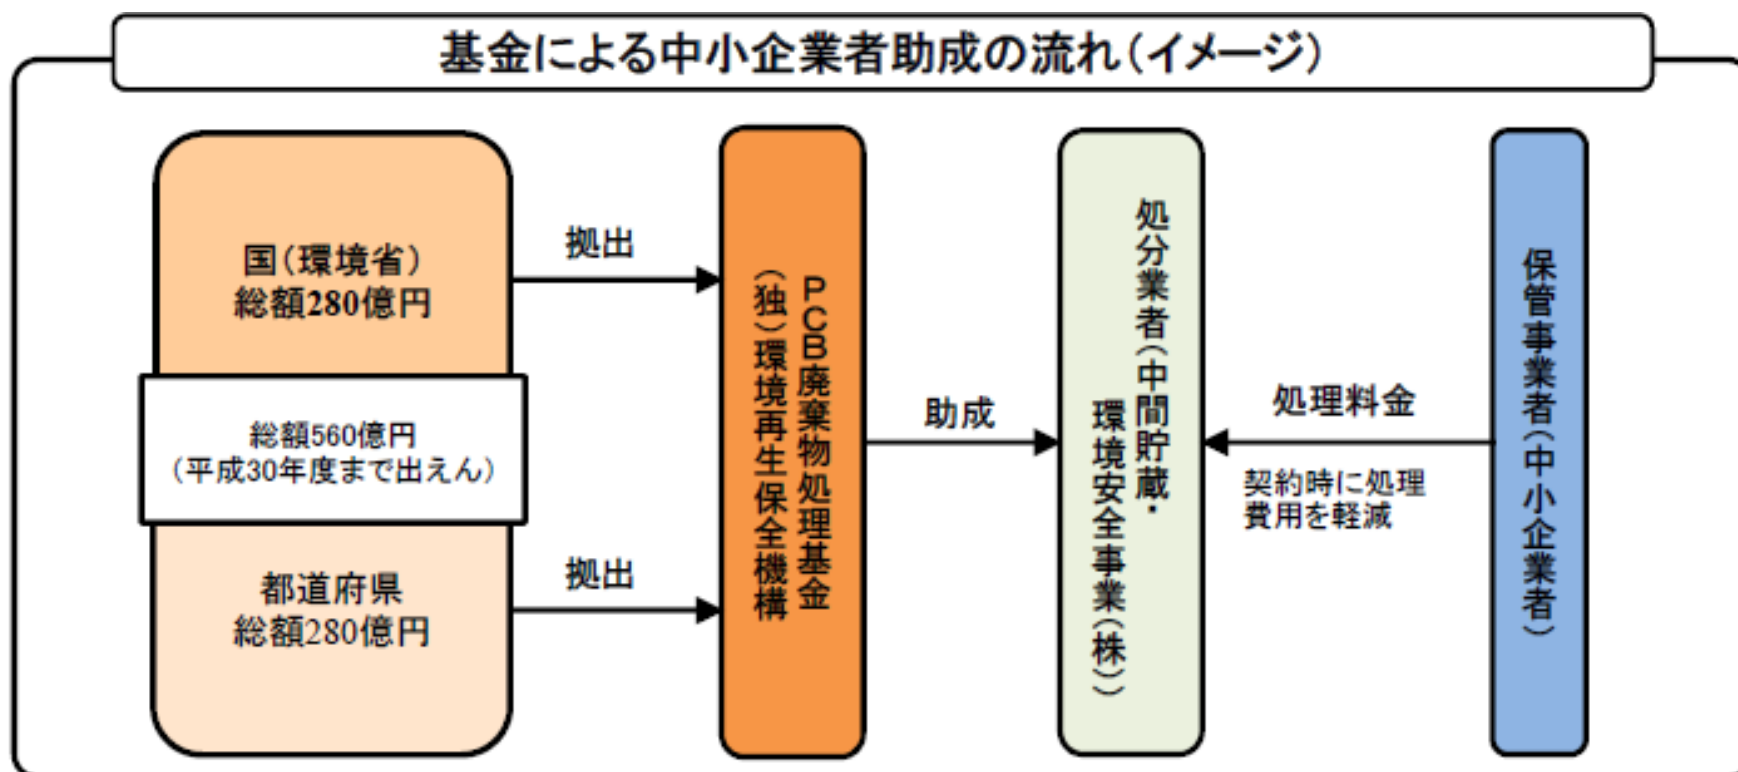 基金による中小企業者助成の流れ(イメージ)
国(環境省)
総額280億円
総額560億円
(平成30年度まで出えん)
都道府県
総額280億円
拠出
拠出
PCB廃棄物処理基金
(独)環境再生保全機構
助成
処分業者(中間貯蔵・
環境安全事業(株))
処理料金
契約時に処理
費用を軽減
保管事業者(中小企業者)